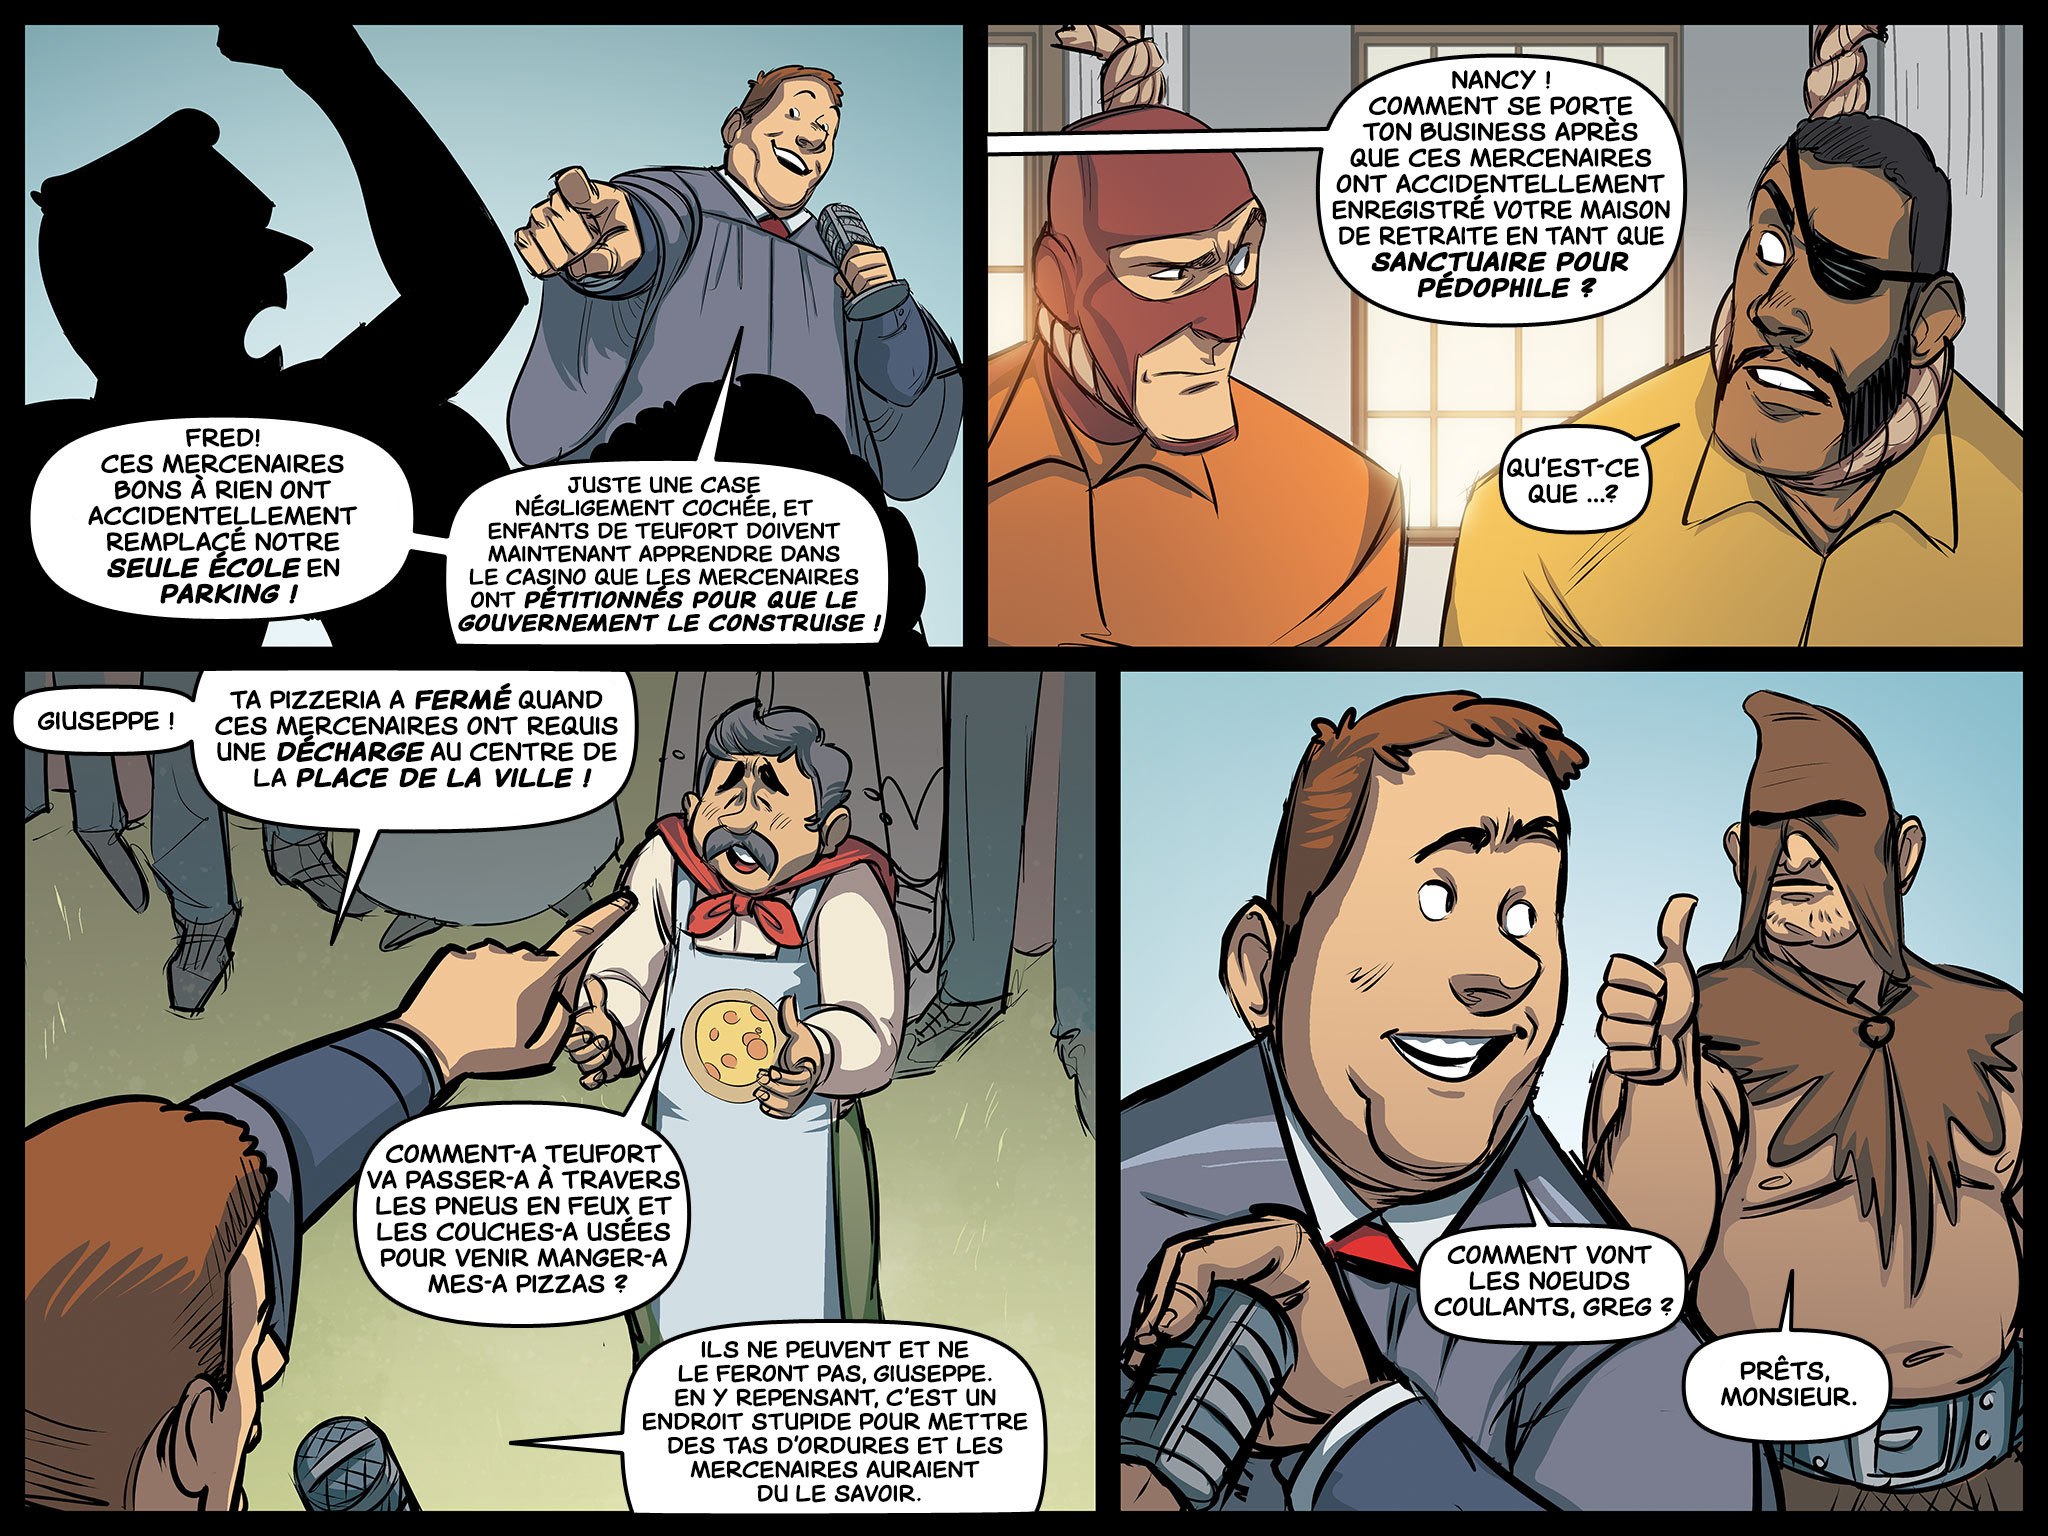 FRED!
CES MERCENAIRES
BONS À RIEN ONT
ACCIDENTELLEMENT
REMPLACÉ NOTRE
SEULE ÉCOLE EN
PARKING !
JUSTE UNE CASE
NÉGLIGEMENT COCHÉE, ET
ENFANTS DE TEUFORT DOIVENT
MAINTENANT APPRENDRE DANS
LE CASINO QUE LES MERCENAIRES
ONT PÉTITIONNÉS POUR QUE LE
GOUVERNEMENT LE CONSTRUISE !
NANCY !
COMMENT SE PORTE
TON BUSINESS APRÈS
QUE CES MERCENAIRES
ONT ACCIDENTELLEMENT
ENREGISTRÉ VOTRE MAISON
DE RETRAITE EN TANT QUE
SANCTUAIRE POUR
PÉDOPHILE ?
QU'EST-CE
QUE ...?
GIUSEPPE !
TA PIZZERIA A FERMÉ QUAND
CES MERCENAIRES ONT REQUIS
UNE DÉCHARGE AU CENTRE DE
LA PLACE DE LA VILLE !
COMMENT-A TEUFORT
VA PASSER-A À TRAVERS
LES PNEUS EN FEUX ET
LES COUCHES-A USÉES
POUR VENIR MANGER-A
MES-A PIZZAS ?
ILS NE PEUVENT ET NE
LE FERONT PAS, GIUSEPPE.
EN Y REPENSANT, C'EST UN
ENDROIT STUPIDE POUR METTRE
DES TAS D'ORDURES ET LES
MERCENAIRES AURAIENT
DU LE SAVOIR.
COMMENT VONT
LES NOEUDS
COULANTS, GREG ?
PRÊTS,
MONSIEUR.